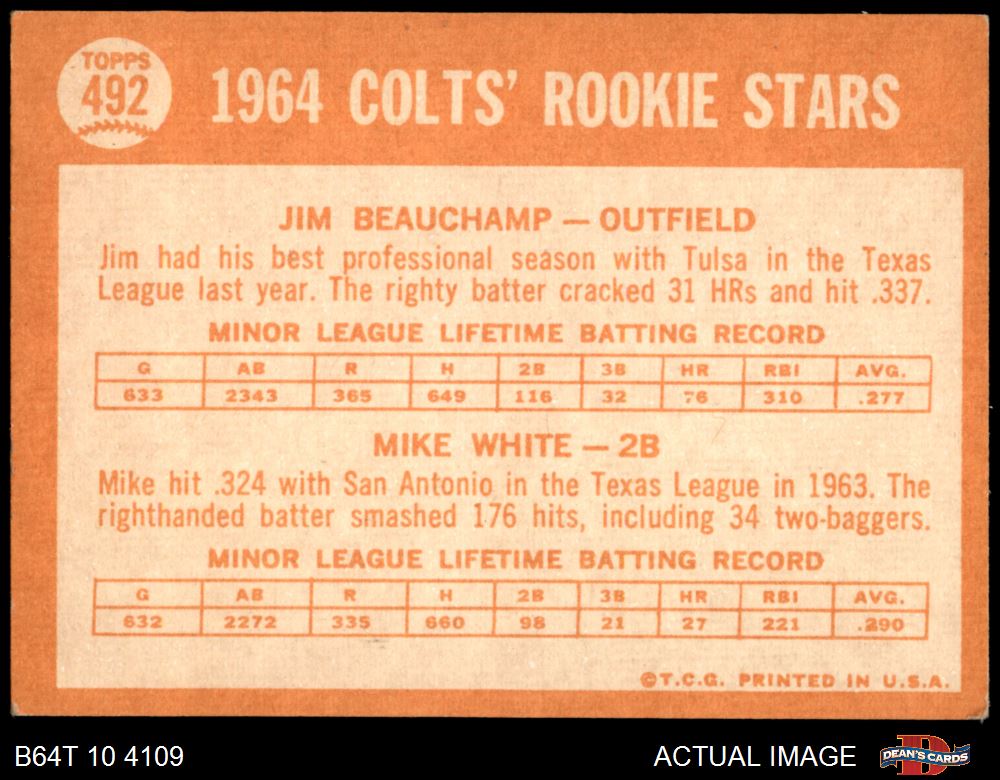 TOPPS
492
1964 COLTS' ROOKIE STARS
JIM BEAUCHAMP — OUTFIELD
Jim had his best professional season with Tulsa in the Texas
League last year. The righty batter cracked 31 HRs and hit .337.
MINOR LEAGUE LIFETIME BATTING RECORD
G AB R H 2B 3B HR RBI AVG.
633 2343 365 649 116 32 76 310 .277
MIKE WHITE — 2B
Mike hit .324 with San Antonio in the Texas League in 1963. The
righthanded batter smashed 176 hits, including 34 two-baggers.
MINOR LEAGUE LIFETIME BATTING RECORD
G AB R H 2B 3B HR RBI AVG.
632 2272 335 660 98 21 27 221 .290
©T.C.G. PRINTED IN U.S.A.
B64T 10 4109
ACTUAL IMAGE
DEAN'S CARDS